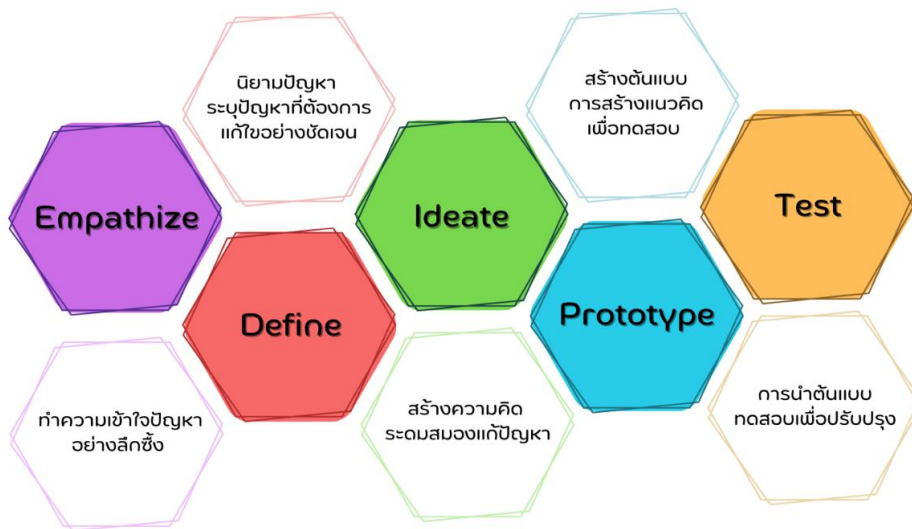 Empathize
ทำความเข้าใจปัญหา
อย่างลึกซึ้ง
นิยามปัญหา
ระบุปัญหาที่ต้องการ
แก้ไขอย่างชัดเจน
Define
Ideate
สร้างความคิด
ระดมสมองแก้ปัญหา
สร้างต้นแบบ
การสร้างแนวคิด
เพื่อทดสอบ
Prototype
Test
การนำต้นแบบ
ทดสอบเพื่อปรับปรุง